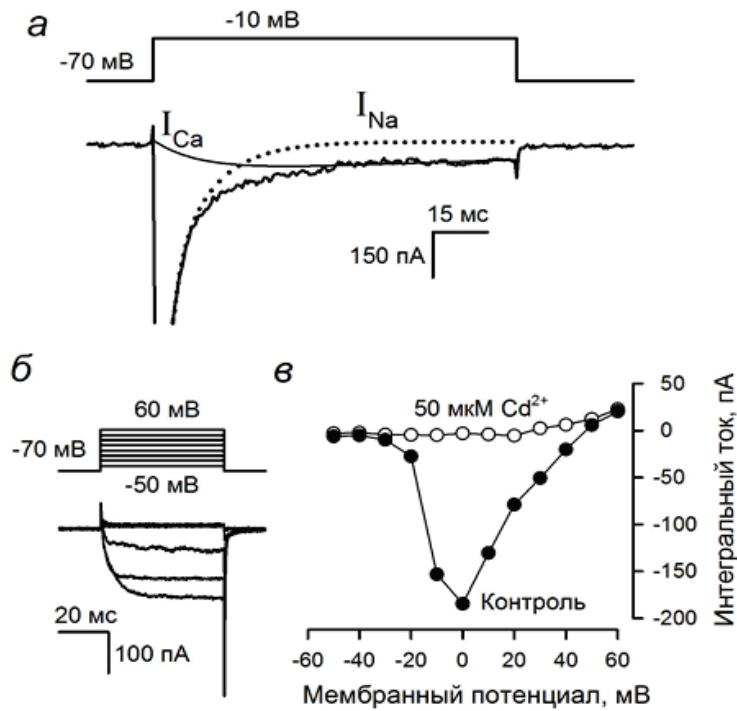 а
-10 мВ
-70 мВ
I Ca
I Na
15 мс
150 пА
б
60 мВ
-70 мВ
-50 мВ
20 мс
100 пА
в
50 мкМ Cd²⁺
Контроль
50
0
-50
-100
-150
-200
Интегральный ток, пА
-60 -40 -20 0 20 40 60
Мембранный потенциал, мВ